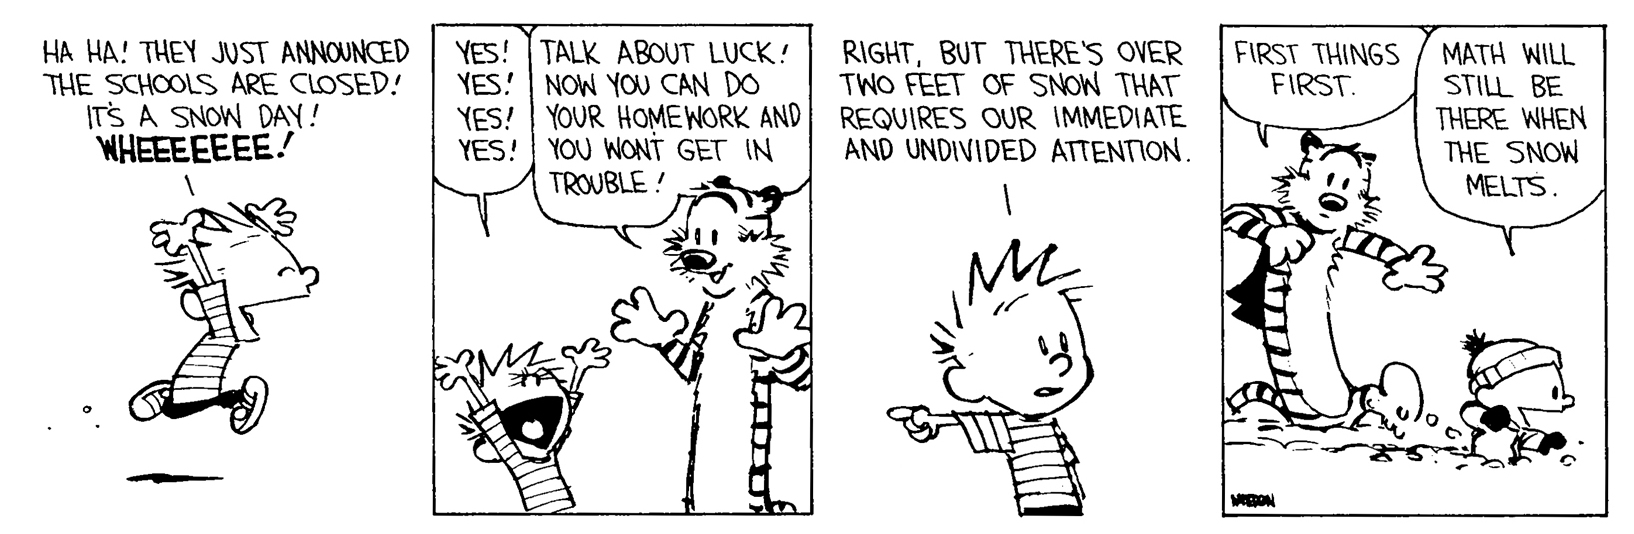 HA HA! THEY JUST ANNOUNCED
THE SCHOOLS ARE CLOSED!
IT'S A SNOW DAY!
WHEEEEEEE!
YES!
YES!
YES!
YES!
TALK ABOUT LUCK!
NOW YOU CAN DO
YOUR HOMEWORK AND
YOU WON'T GET IN
TROUBLE!
RIGHT, BUT THERE'S OVER
TWO FEET OF SNOW THAT
REQUIRES OUR IMMEDIATE
AND UNDIVIDED ATTENTION.
FIRST THINGS
FIRST.
MATH WILL
STILL BE
THERE WHEN
THE SNOW
MELTS.